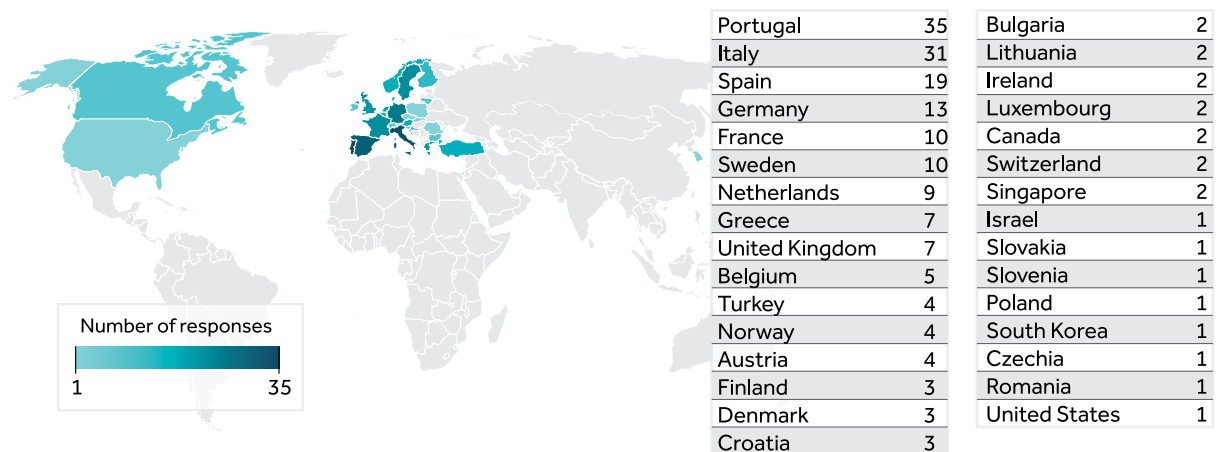 Number of responses
1 35
Portugal 35
Italy 31
Spain 19
Germany 13
France 10
Sweden 10
Netherlands 9
Greece 7
United Kingdom 7
Belgium 5
Turkey 4
Norway 4
Austria 4
Finland 3
Denmark 3
Croatia 3
Bulgaria 2
Lithuania 2
Ireland 2
Luxembourg 2
Canada 2
Switzerland 2
Singapore 2
Israel 1
Slovakia 1
Slovenia 1
Poland 1
South Korea 1
Czechia 1
Romania 1
United States 1